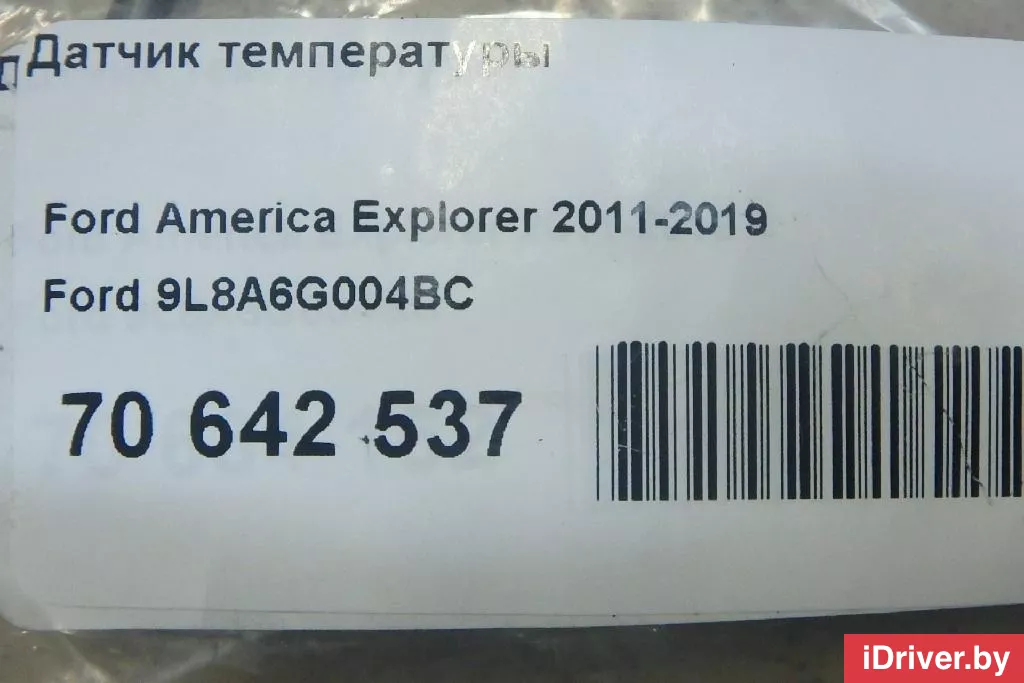 Датчик температуры
Ford America Explorer 2011-2019
Ford 9L8A6G004BC
70 642 537
iDriver.by